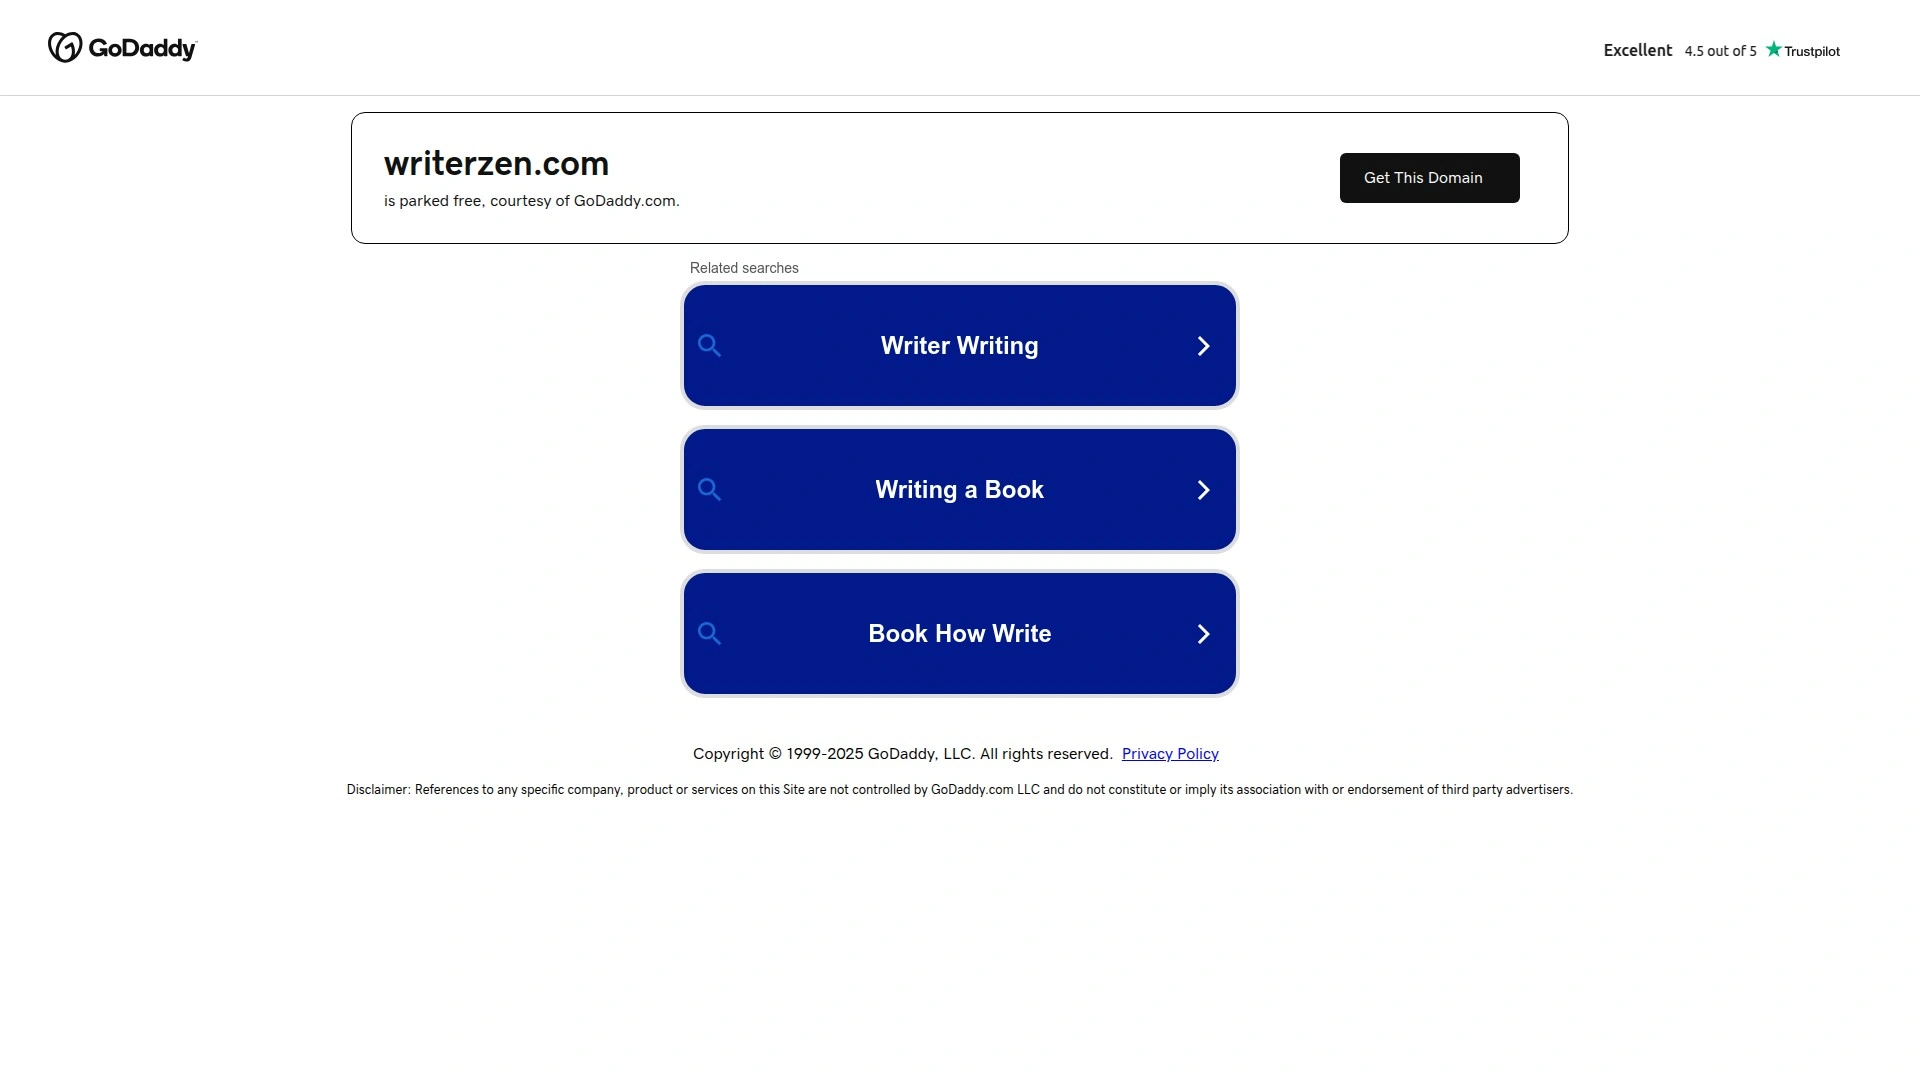 GoDaddy
Excellent 4.5 out of 5 Trustpilot
writerzen.com
is parked free, courtesy of GoDaddy.com.
Get This Domain
Related searches
Writer Writing
Writing a Book
Book How Write
Copyright © 1999-2025 GoDaddy, LLC. All rights reserved. Privacy Policy
Disclaimer: References to any specific company, product or services on this Site are not controlled by GoDaddy.com LLC and do not constitute or imply its association with or endorsement of third party advertisers.